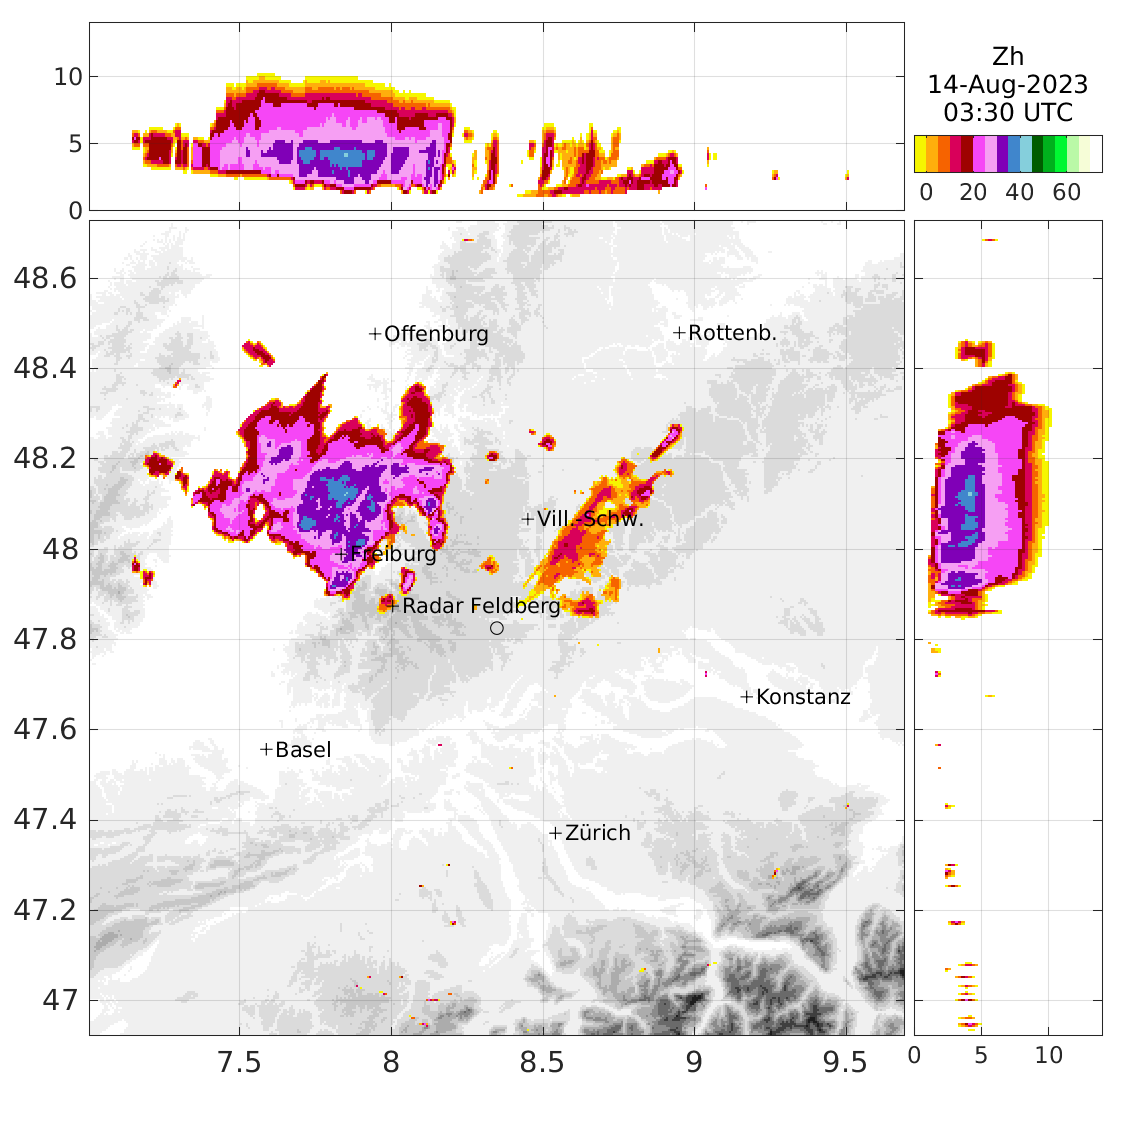 10
5
0
Zh
14-Aug-2023
03:30 UTC
0 20 40 60
48.6
48.4
48.2
48
47.8
47.6
47.4
47.2
47
+Offenburg
+Rottenb.
+Vill.-Schw.
+Freiburg
+Radar Feldberg
+Konstanz
+Basel
+Zürich
7.5 8 8.5 9 9.5
0 5 10